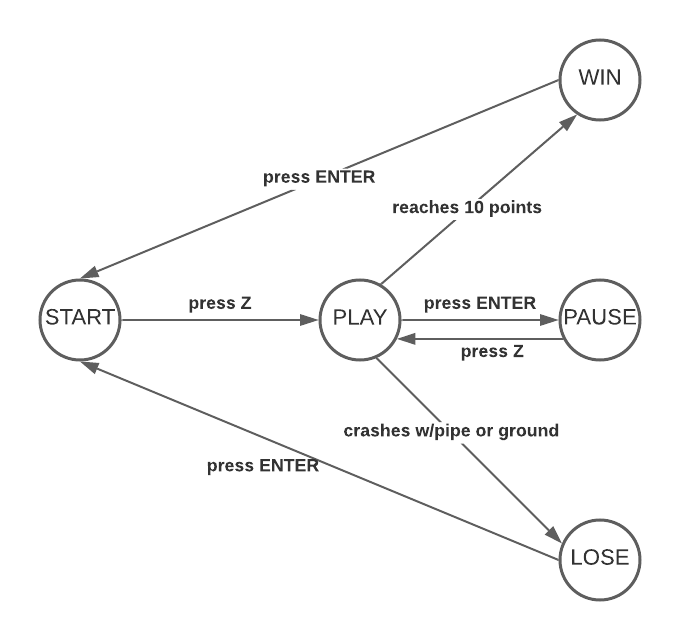 WIN
press ENTER
reaches 10 points
press Z
press ENTER
START
PLAY
PAUSE
press Z
crashes w/pipe or ground
press ENTER
LOSE